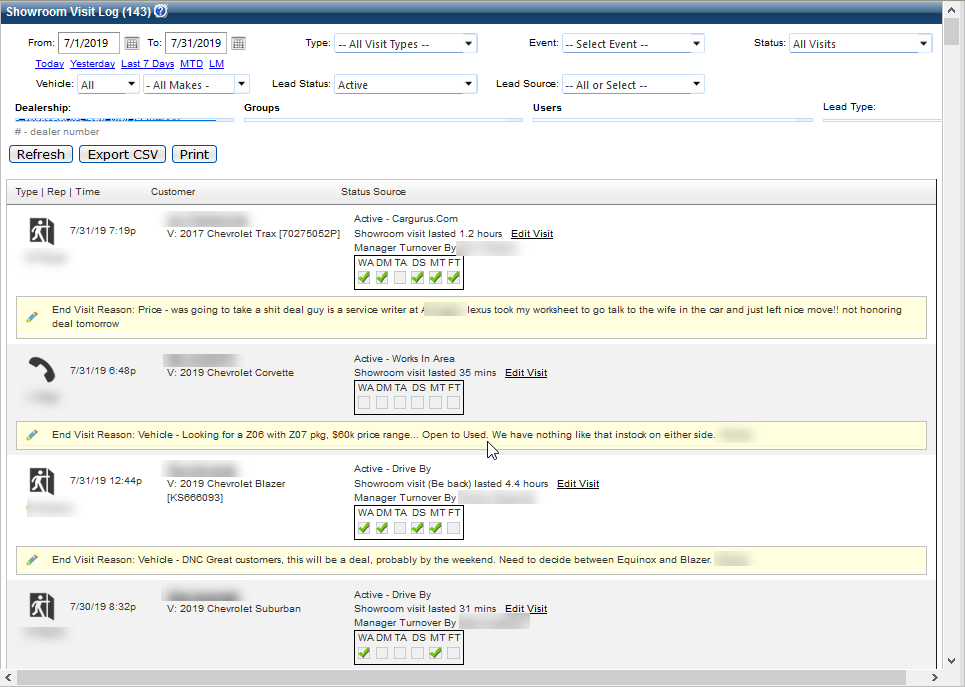 Showroom Visit Log (143)
From: 7/1/2019 To: 7/31/2019 Type: -- All Visit Types -- Event: -- Select Event -- Status: All Visits
Today Yesterday Last 7 Days MTD LM
Vehicle: All - All Makes - Lead Status: Active Lead Source: -- All or Select --
Dealership: Groups Users Lead Type:
# - dealer number
Refresh Export CSV Print
Type | Rep | Time Customer Status Source
Active - Cargurus.Com
7/31/19 7:19p V: 2017 Chevrolet Trax [70275052P] Showroom visit lasted 1.2 hours Edit Visit
Manager Turnover By
WA DM TA DS MT FT
End Visit Reason: Price - was going to take a shit deal guy is a service writer at lexus took my worksheet to go talk to the wife in the car and just left nice move!! not honoring
deal tomorrow
Active - Works In Area
7/31/19 6:48p V: 2019 Chevrolet Corvette Showroom visit lasted 35 mins Edit Visit
WA DM TA DS MT FT
End Visit Reason: Vehicle - Looking for a Z06 with Z07 pkg, $60k price range... Open to Used. We have nothing like that instock on either side.
Active - Drive By
7/31/19 12:44p V: 2019 Chevrolet Blazer Showroom visit (Be back) lasted 4.4 hours Edit Visit
[KS666093] Manager Turnover By
WA DM TA DS MT FT
End Visit Reason: Vehicle - DNC Great customers, this will be a deal, probably by the weekend. Need to decide between Equinox and Blazer.
Active - Drive By
7/30/19 8:32p V: 2019 Chevrolet Suburban Showroom visit lasted 31 mins Edit Visit
Manager Turnover By
WA DM TA DS MT FT